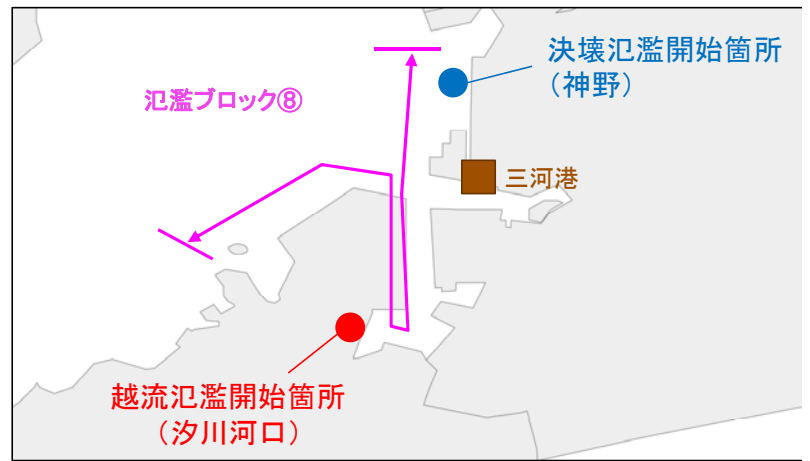 決壊氾濫開始箇所
（神野）
氾濫ブロック⑧
三河港
越流氾濫開始箇所
（汐川河口）